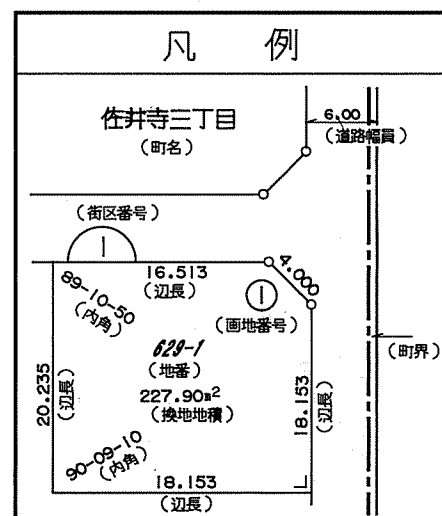 凡 例
佐井寺三丁目
(町名)
6.00
(道路幅員)
(街区番号)
1
16.513
(辺長)
4.000
1
(画地番号)
89-10-50
(内角)
629-1
(地番)
227.90m²
(換地地積)
20.235
(辺長)
18.153
(辺長)
(町界)
90-09-10
(内角)
18.153
(辺長)